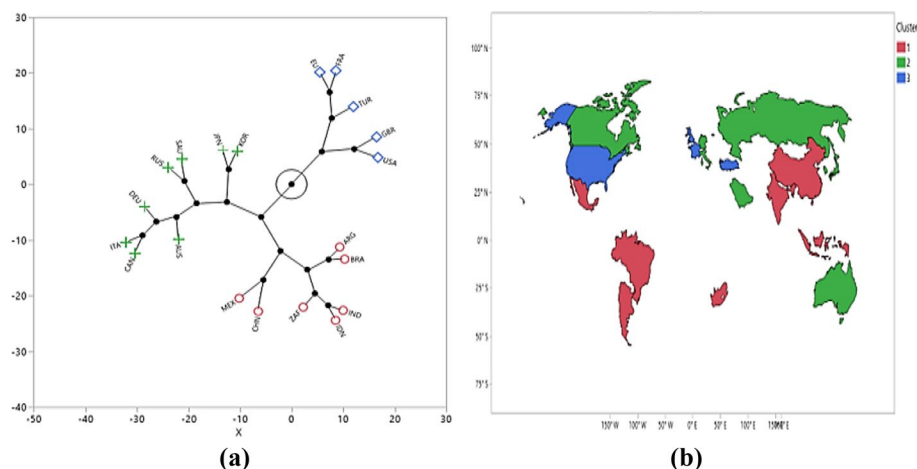 30
20
10
0
-10
-20
-30
-40
-50
-40
-30
-20
-10
0
10
20
30
X
EU
FRA
TUR
GBR
USA
JPN
KOR
SAU
RUS
DEU
ITA
CAN
AUS
ARG
BRA
MEX
CHN
ZAF
IND
IDN
(a)
100°N
75°N
50°N
25°N
0°N
25°S
50°S
75°S
150°W
100°W
50°W
0°E
50°E
100°E
Cluster
1
2
3
(b)